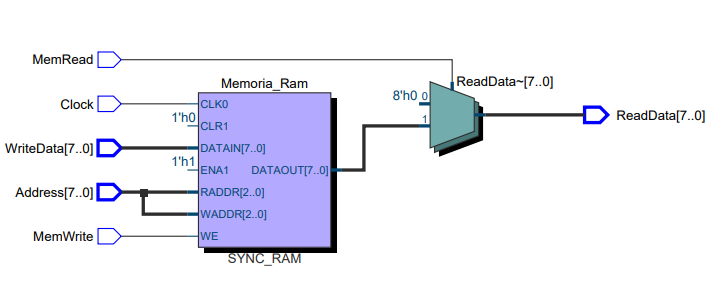 MemRead
Clock
WriteData[7..0]
Address[7..0]
MemWrite
Memoria_Ram
1'h0
1'h1
CLK0
CLR1
DATAIN[7..0]
ENA1 DATAOUT[7..0]
RADDR[2..0]
WADDR[2..0]
WE
SYNC_RAM
ReadData~[7..0]
8'h0 0
1
ReadData[7..0]